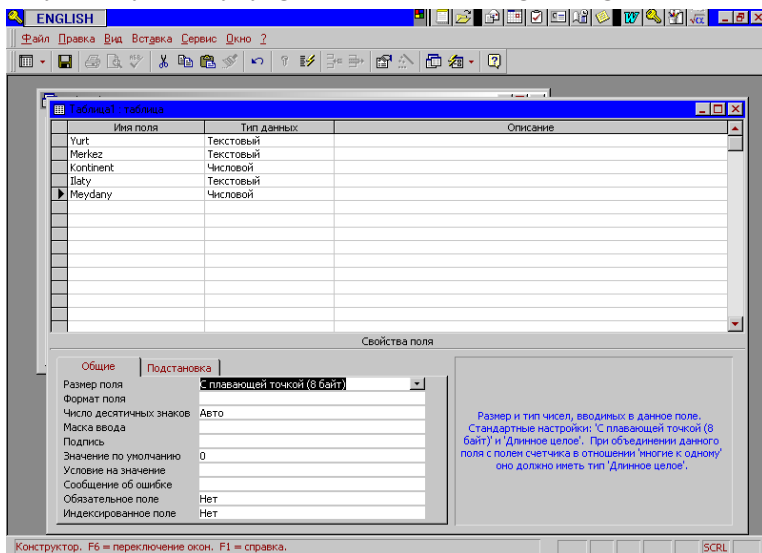 ENGLISH
Файл Правка Вид Вставка Сервис Окно ?
Таблица1 : таблица
Имя поля Тип данных Описание
Yurt Текстовый
Merkez Текстовый
Kontinent Числовой
Ilaty Текстовый
Meydany Числовой
Свойства поля
Общие Подстановка
Размер поля С плавающей точкой (8 байт)
Формат поля
Число десятичных знаков Авто
Маска ввода
Подпись
Значение по умолчанию 0
Условие на значение
Сообщение об ошибке
Обязательное поле Нет
Индексированное поле Нет
Размер и тип чисел, вводимых в данное поле.
Стандартные настройки: 'С плавающей точкой (8
байт)' и 'Длинное целое'. При объединении данного
поля с полем счетчика в отношении 'многие к одному'
оно должно иметь тип 'Длинное целое'.
Конструктор. F6 = переключение окон. F1 = справка. SCRL